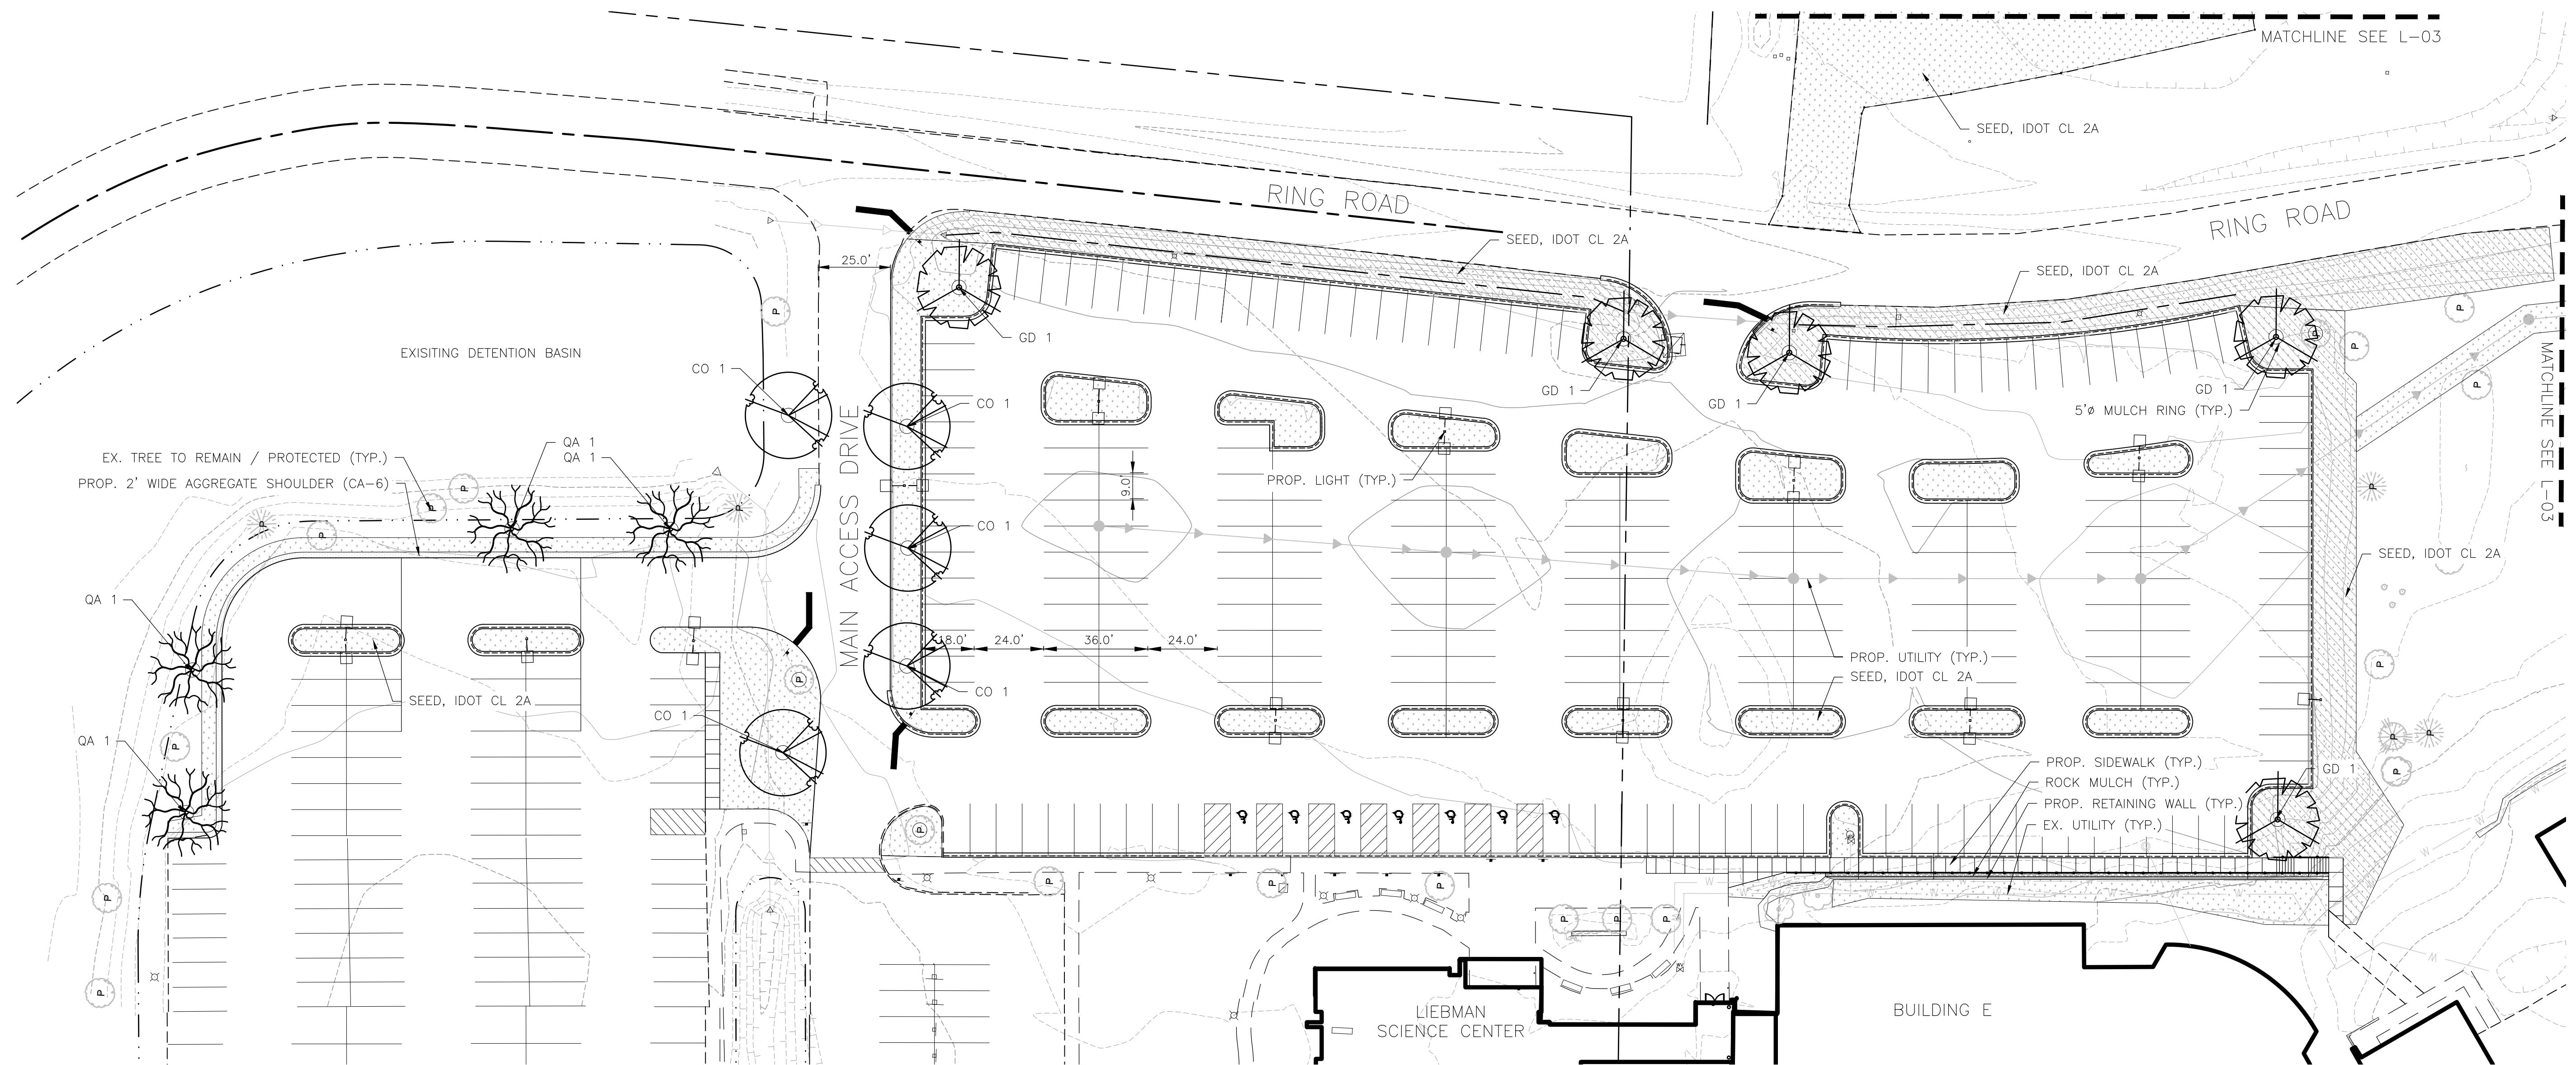 MATCHLINE SEE L-03
SEED, IDOT CL 2A
RING ROAD
RING ROAD
SEED, IDOT CL 2A
25.0'
SEED, IDOT CL 2A
P
P
GD 1
P
P
EXISITING DETENTION BASIN
CO 1
GD 1
GD 1
GD 1
P
5'ø MULCH RING (TYP.)
MATCHLINE SEE L-03
CO 1
MAIN ACCESS DRIVE
QA 1
QA 1
EX. TREE TO REMAIN / PROTECTED (TYP.)
PROP. 2' WIDE AGGREGATE SHOULDER (CA-6)
P
P
P
P
P
PROP. LIGHT (TYP.)
9.0'
P
CO 1
SEED, IDOT CL 2A
QA 1
18.0'
24.0'
36.0'
24.0'
PROP. UTILITY (TYP.)
SEED, IDOT CL 2A
P
P
CO 1
SEED, IDOT CL 2A
CO 1
QA 1
P
P
P
P
PROP. SIDEWALK (TYP.)
ROCK MULCH (TYP.)
PROP. RETAINING WALL (TYP.)
EX. UTILITY (TYP.)
GD 1
P
P
P
P
P
P
P
P
P
W
W
W
W
W
W
P
LIEBMAN
SCIENCE CENTER
BUILDING E